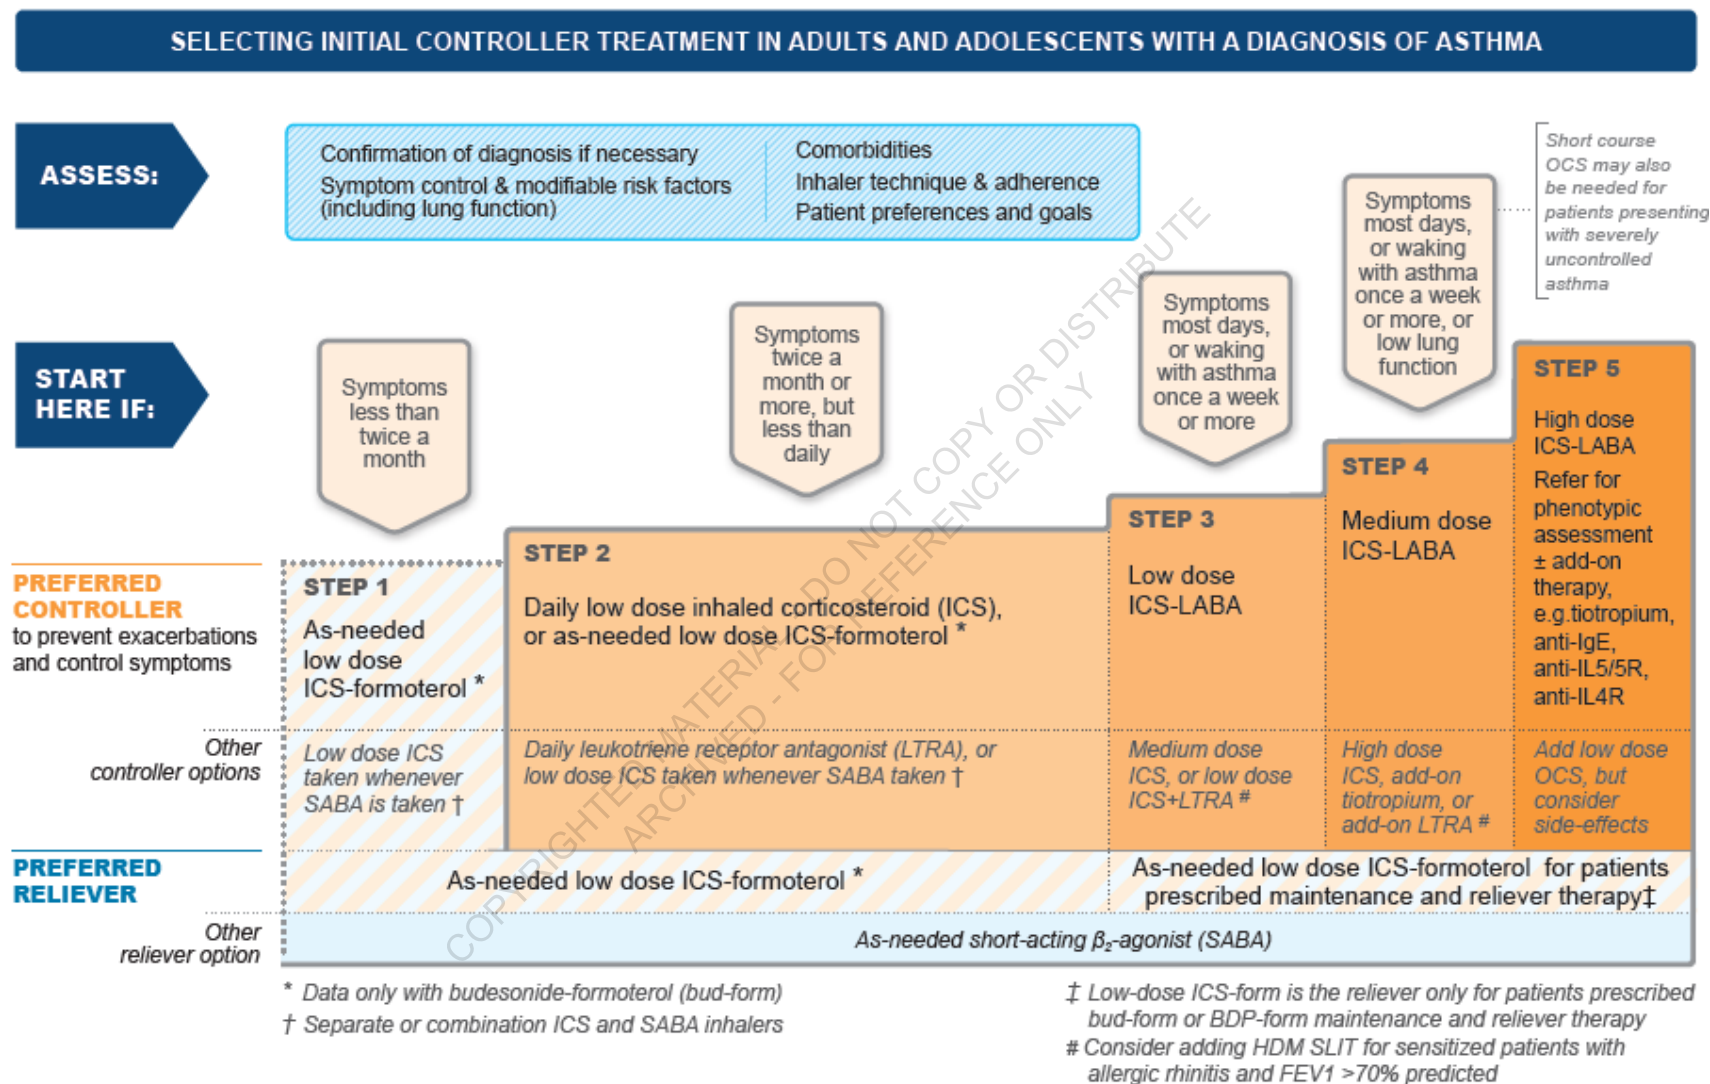 SELECTING INITIAL CONTROLLER TREATMENT IN ADULTS AND ADOLESCENTS WITH A DIAGNOSIS OF ASTHMA
ASSESS:
Confirmation of diagnosis if necessary
Symptom control & modifiable risk factors
(including lung function)
Comorbidities
Inhaler technique & adherence
Patient preferences and goals
Short course
OCS may also
be needed for
patients presenting
with severely
uncontrolled
asthma
START
HERE IF:
Symptoms
less than
twice a
month
Symptoms
twice a
month or
more, but
less than
daily
Symptoms
most days,
or waking
with asthma
once a week
or more
Symptoms
most days,
or waking
with asthma
once a week
or more, or
low lung
function
PREFERRED
CONTROLLER
to prevent exacerbations
and control symptoms
STEP 1
As-needed
low dose
ICS-formoterol *
STEP 2
Daily low dose inhaled corticosteroid (ICS),
or as-needed low dose ICS-formoterol *
STEP 3
Low dose
ICS-LABA
STEP 4
Medium dose
ICS-LABA
STEP 5
High dose
ICS-LABA
Refer for
phenotypic
assessment
± add-on
therapy,
e.g.tiotropium,
anti-IgE,
anti-IL5/5R,
anti-IL4R
Other
controller options
Low dose ICS
taken whenever
SABA is taken †
Daily leukotriene receptor antagonist (LTRA), or
low dose ICS taken whenever SABA taken †
Medium dose
ICS, or low dose
ICS+LTRA #
High dose
ICS, add-on
tiotropium, or
add-on LTRA #
Add low dose
OCS, but
consider
side-effects
PREFERRED
RELIEVER
As-needed low dose ICS-formoterol *
As-needed low dose ICS-formoterol for patients
prescribed maintenance and reliever therapy‡
Other
reliever option
As-needed short-acting β₂-agonist (SABA)
* Data only with budesonide-formoterol (bud-form)
† Separate or combination ICS and SABA inhalers
‡ Low-dose ICS-form is the reliever only for patients prescribed
bud-form or BDP-form maintenance and reliever therapy
# Consider adding HDM SLIT for sensitized patients with
allergic rhinitis and FEV1 >70% predicted
COPYRIGHTED MATERIAL - DO NOT COPY OR DISTRIBUTE
ARCHIVED - FOR REFERENCE ONLY